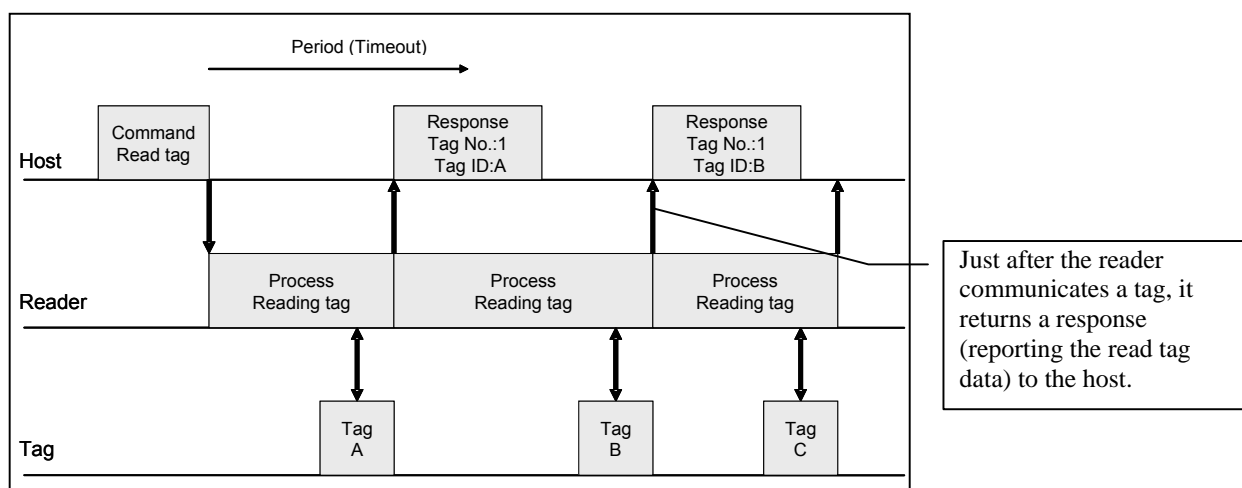 Period (Timeout)
Command
Read tag
Response
Tag No.:1
Tag ID:A
Response
Tag No.:1
Tag ID:B
Host
Process
Reading tag
Process
Reading tag
Process
Reading tag
Reader
Just after the reader
communicates a tag, it
returns a response
(reporting the read tag
data) to the host.
Tag
A
Tag
B
Tag
C
Tag